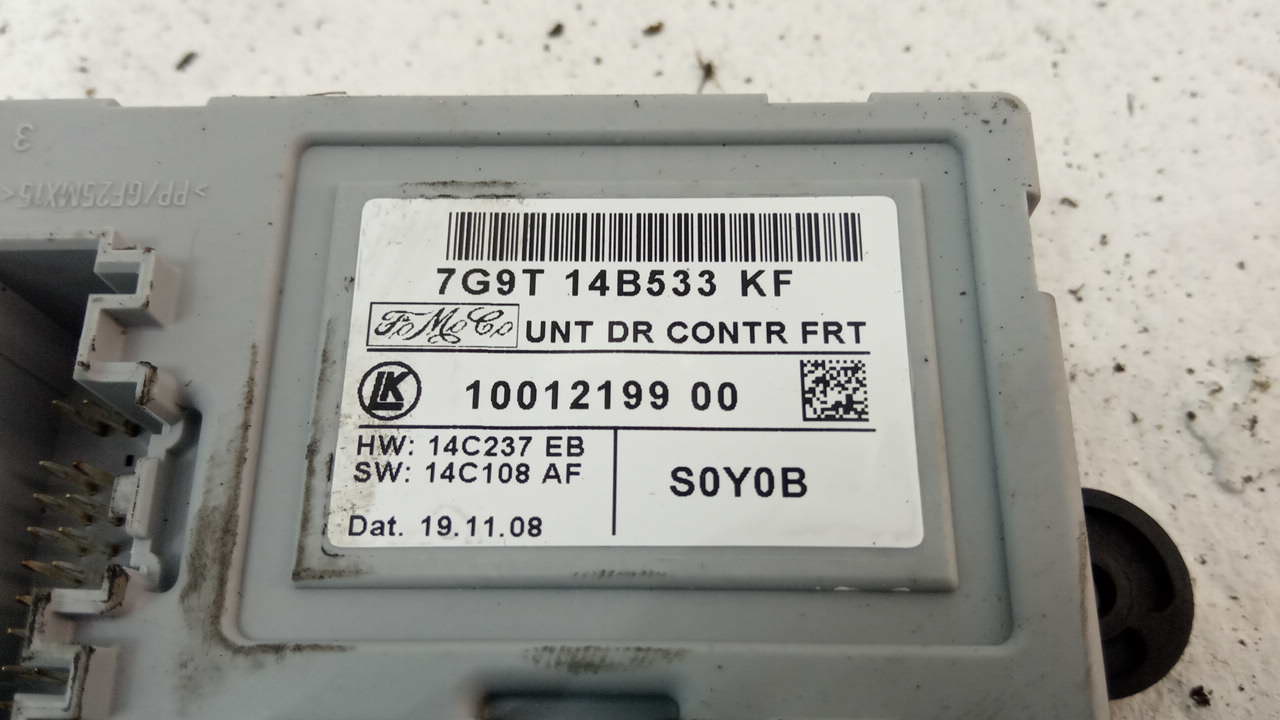 3
>PP/GF25MX15<
7G9T 14B533 KF
FoMoCo UNT DR CONTR FRT
LK 10012199 00
HW: 14C237 EB
SW: 14C108 AF
S0Y0B
Dat. 19.11.08